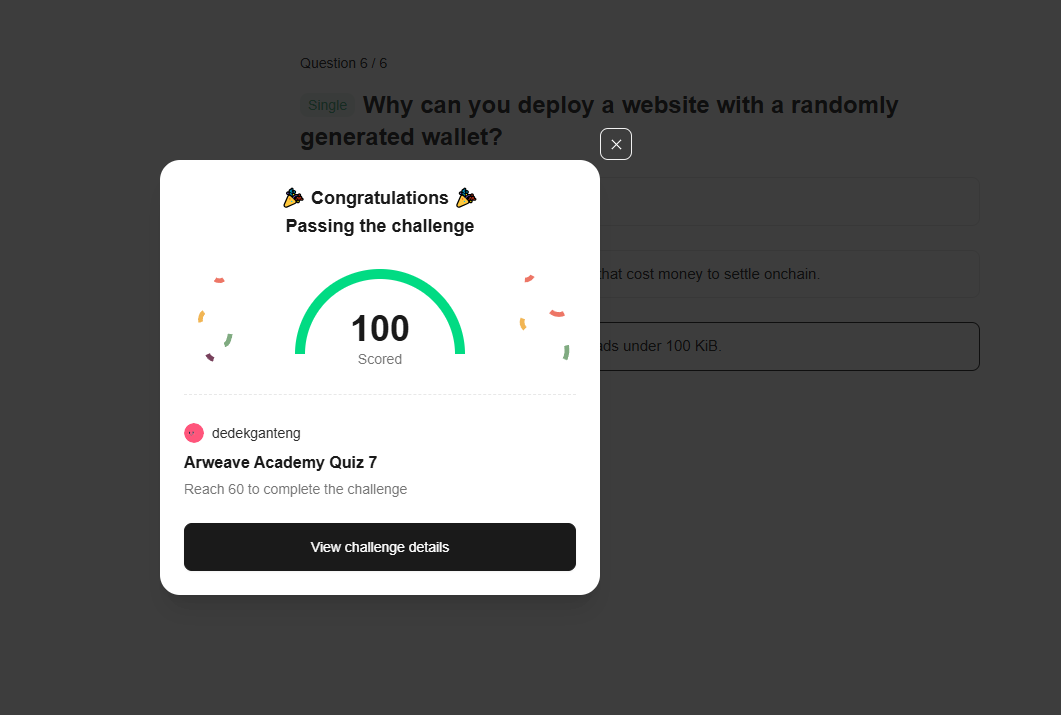 Question 6 / 6
Single Why can you deploy a website with a randomly
generated wallet?
that cost money to settle onchain.
under 100 KiB.
Congratulations
Passing the challenge
100
Scored
dedekganteng
Arweave Academy Quiz 7
Reach 60 to complete the challenge
View challenge details